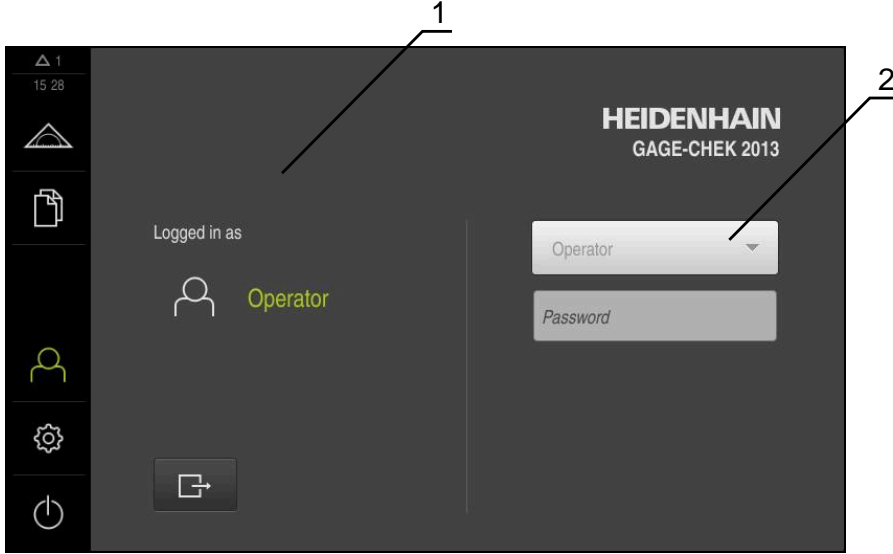 1
△ 1
15 28
2
HEIDENHAIN
GAGE-CHEK 2013
Logged in as
Operator
Operator
Password